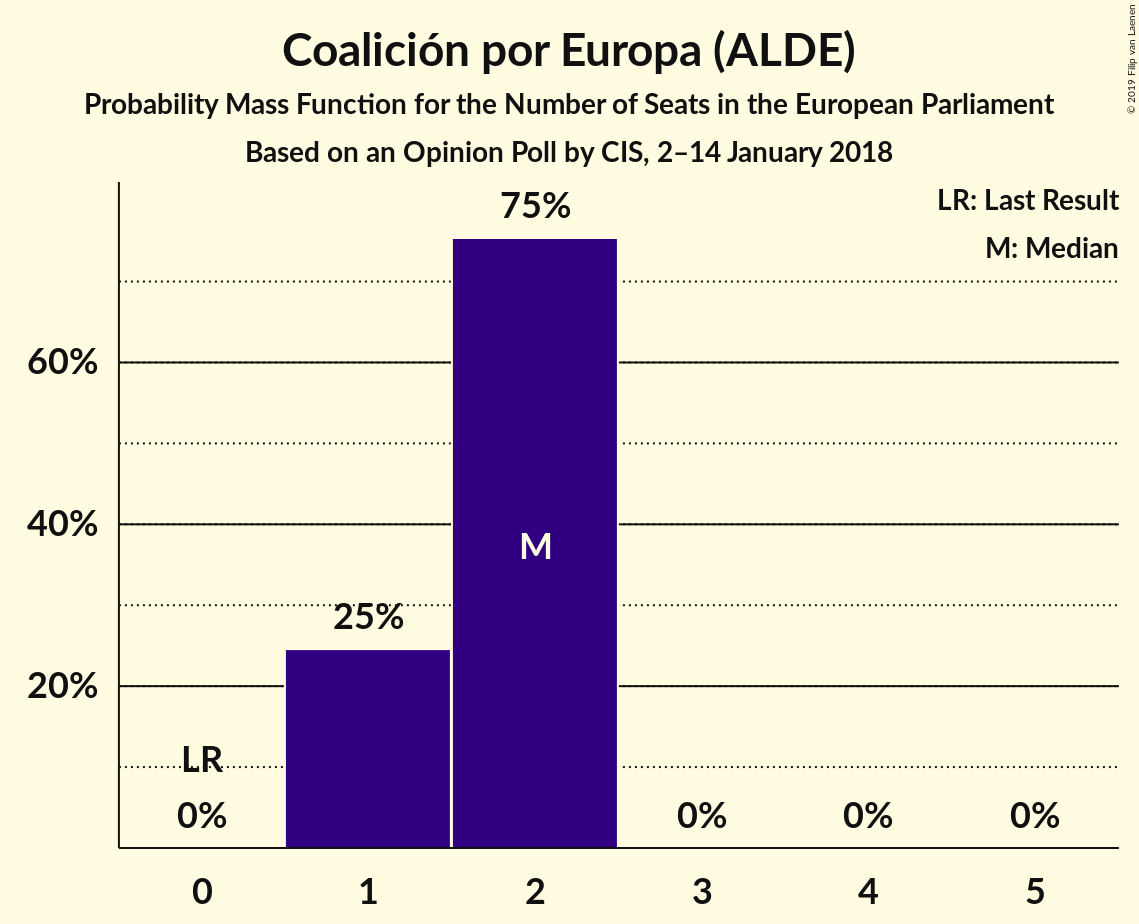 Coalición por Europa (ALDE)
Probability Mass Function for the Number of Seats in the European Parliament
Based on an Opinion Poll by CIS, 2–14 January 2018
© 2019 Filip van Laenen
LR: Last Result
M: Median
75%
60%
40%
M
25%
20%
LR
0%
0%
0%
0%
0
1
2
3
4
5